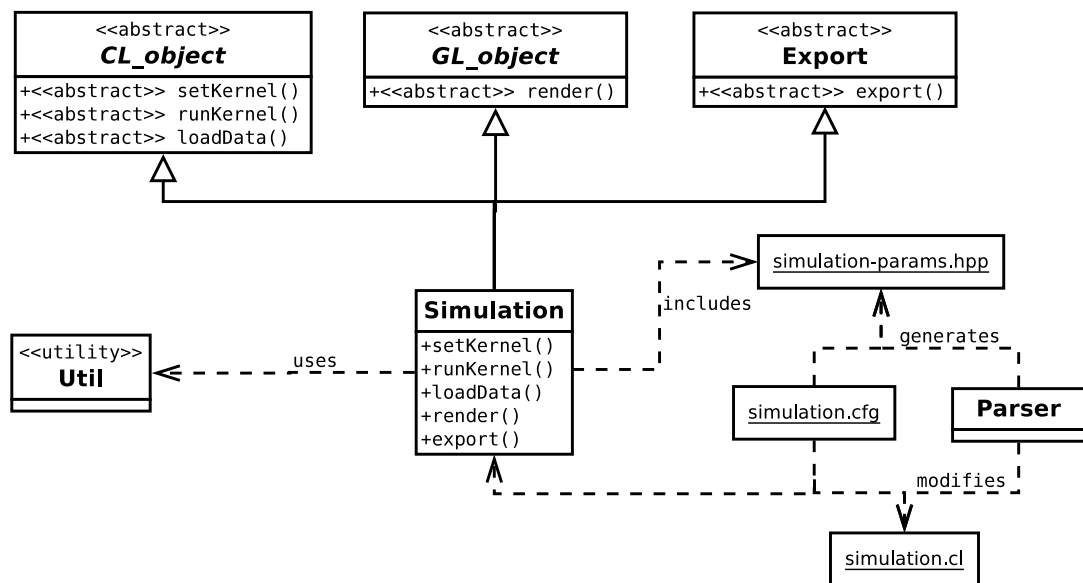 <<abstract>>
CL_object
+<<abstract>> setKernel()
+<<abstract>> runKernel()
+<<abstract>> loadData()
<<abstract>>
GL_object
+<<abstract>> render()
<<abstract>>
Export
+<<abstract>> export()
simulation-params.hpp
includes
Simulation
+setKernel()
+runKernel()
+loadData()
+render()
+export()
<<utility>>
Util
uses
generates
simulation.cfg
Parser
modifies
simulation.cl